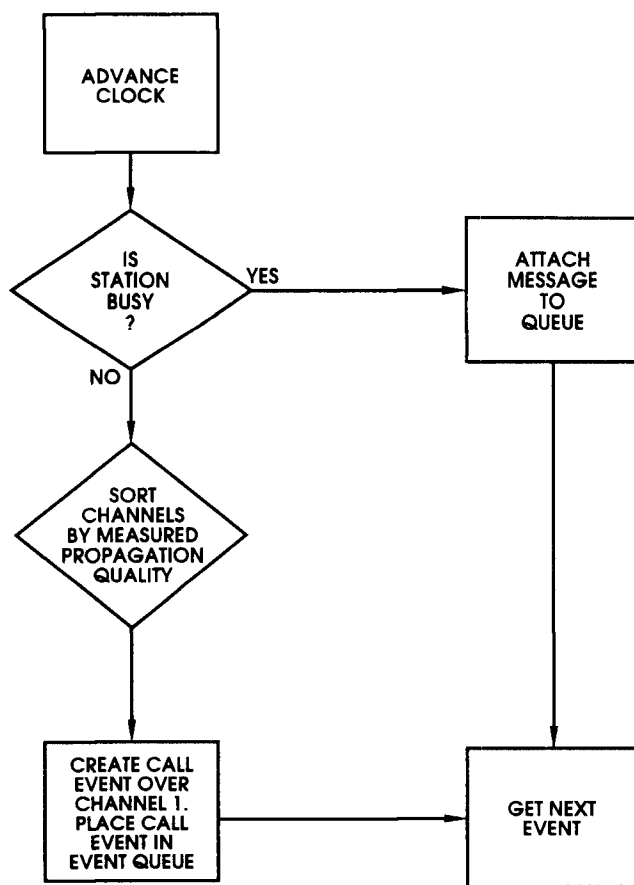 ADVANCE
CLOCK
IS
STATION
BUSY
?
YES
ATTACH
MESSAGE
TO
QUEUE
NO
SORT
CHANNELS
BY MEASURED
PROPAGATION
QUALITY
CREATE CALL
EVENT OVER
CHANNEL 1.
PLACE CALL
EVENT IN
EVENT QUEUE
GET NEXT
EVENT